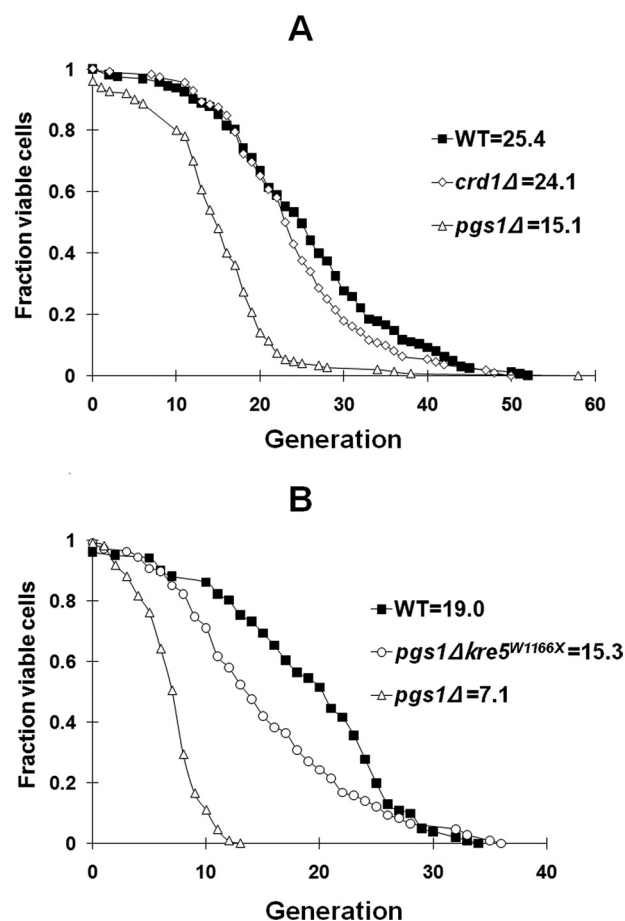 A
Fraction viable cells
1
0.8
0.6
0.4
0.2
0
0 10 20 30 40 50 60
Generation
WT=25.4
crd1Δ=24.1
pgs1Δ=15.1
B
Fraction viable cells
1
0.8
0.6
0.4
0.2
0
0 10 20 30 40
Generation
WT=19.0
pgs1Δkre5W1166X=15.3
pgs1Δ=7.1